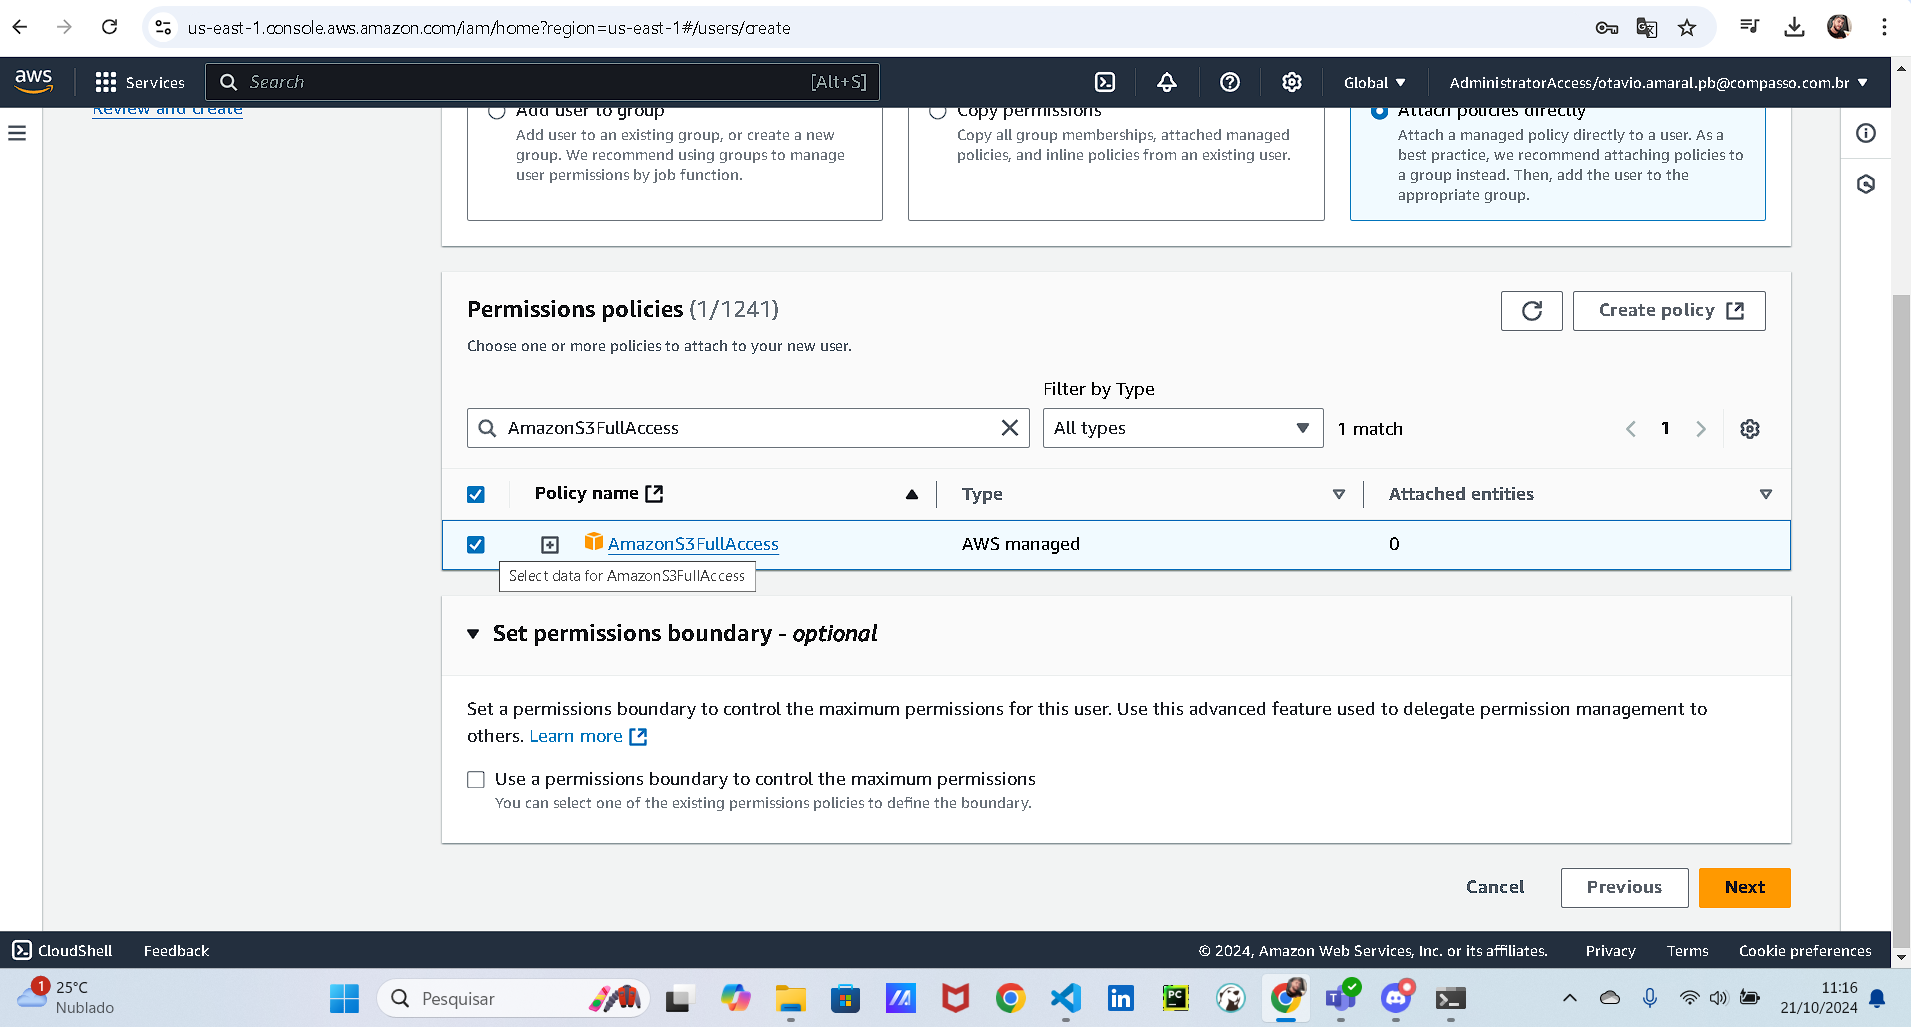 us-east-1.console.aws.amazon.com/iam/home?region=us-east-1#/users/create
aws
Services
Search
[Alt+S]
Global
AdministratorAccess/otavio.amaral.pb@compasso.com.br
Review and create
Add user to group
Add user to an existing group, or create a new
group. We recommend using groups to manage
user permissions by job function.
Copy permissions
Copy all group memberships, attached managed
policies, and inline policies from an existing user.
Attach policies directly
Attach a managed policy directly to a user. As a
best practice, we recommend attaching policies to
a group instead. Then, add the user to the
appropriate group.
Permissions policies (1/1241)
Create policy
Choose one or more policies to attach to your new user.
Filter by Type
AmazonS3FullAccess
All types
1 match
1
Policy name
Type
Attached entities
AmazonS3FullAccess
AWS managed
0
Select data for AmazonS3FullAccess
Set permissions boundary - optional
Set a permissions boundary to control the maximum permissions for this user. Use this advanced feature used to delegate permission management to
others. Learn more
Use a permissions boundary to control the maximum permissions
You can select one of the existing permissions policies to define the boundary.
Cancel
Previous
Next
CloudShell
Feedback
© 2024, Amazon Web Services, Inc. or its affiliates.
Privacy
Terms
Cookie preferences
1
25°C
Nublado
Pesquisar
in
PC
11:16
21/10/2024